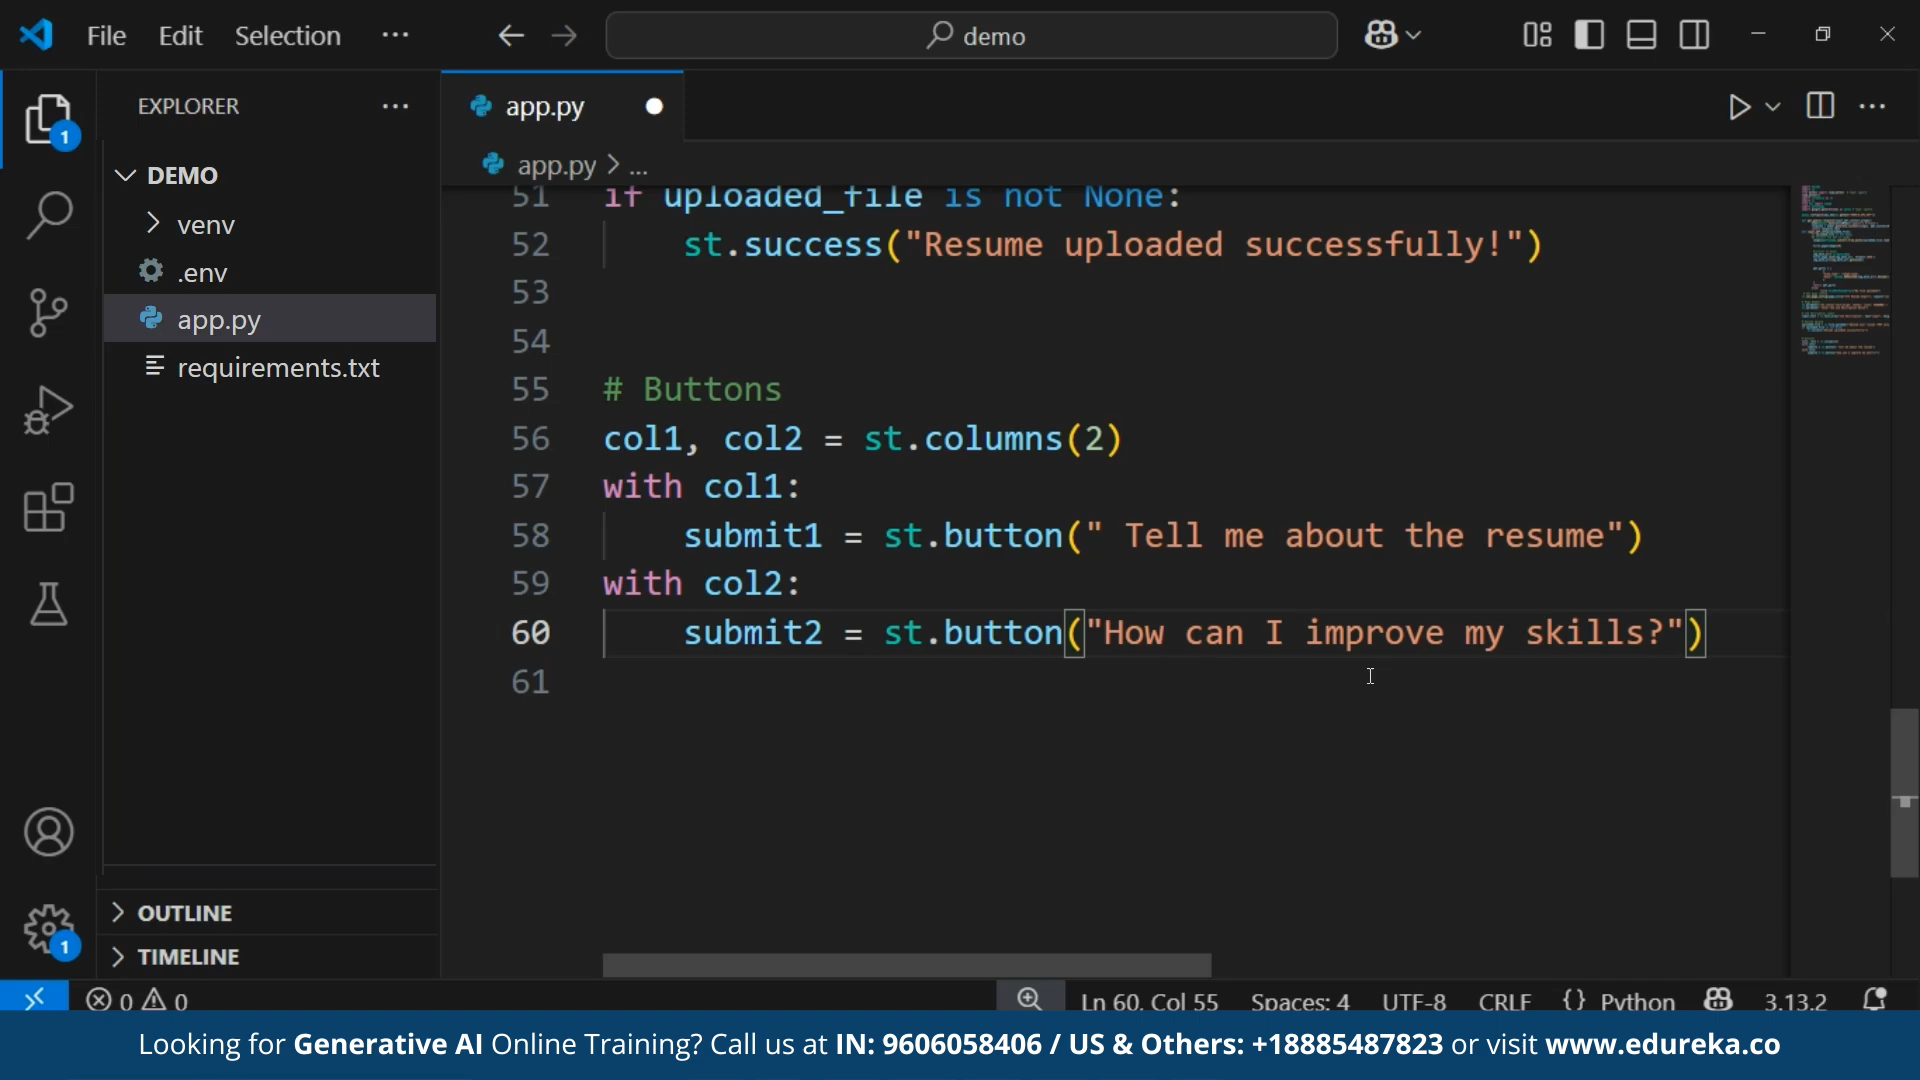 File Edit Selection ··· demo
EXPLORER ···
app.py
DEMO
app.py > ...
venv
.env
app.py
requirements.txt
51 if uploaded_file is not None:
52 st.success("Resume uploaded successfully!")
53
54
55 # Buttons
56 col1, col2 = st.columns(2)
57 with col1:
58 submit1 = st.button(" Tell me about the resume")
59 with col2:
60 submit2 = st.button("How can I improve my skills?")
61
1
OUTLINE
1
TIMELINE
0 0 Ln 60, Col 55 Spaces: 4 UTF-8 CRLF {} Python 3.13.2
Looking for Generative AI Online Training? Call us at IN: 9606058406 / US & Others: +18885487823 or visit www.edureka.co